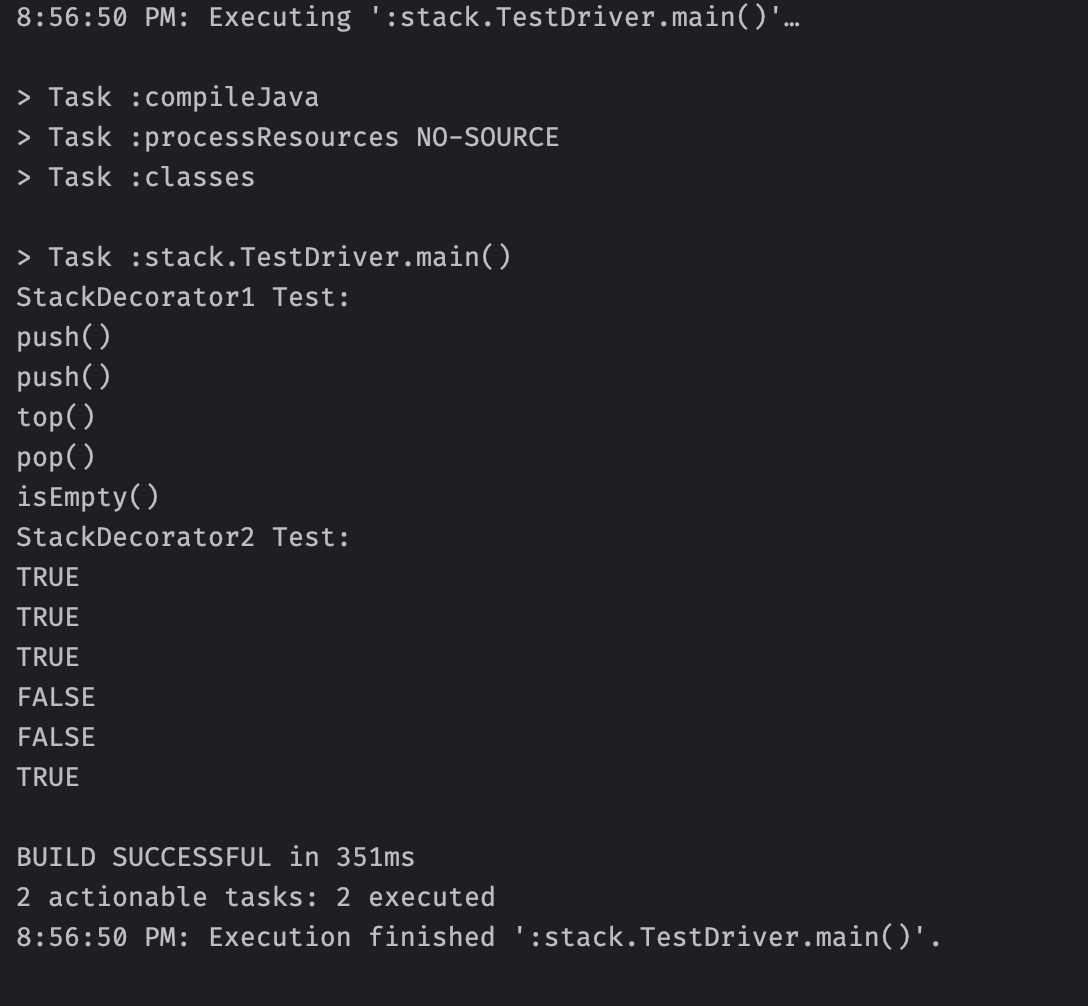 8:56:50 PM: Executing ':stack.TestDriver.main()'…
> Task :compileJava
> Task :processResources NO-SOURCE
> Task :classes
> Task :stack.TestDriver.main()
StackDecorator1 Test:
push()
push()
top()
pop()
isEmpty()
StackDecorator2 Test:
TRUE
TRUE
TRUE
FALSE
FALSE
TRUE
BUILD SUCCESSFUL in 351ms
2 actionable tasks: 2 executed
8:56:50 PM: Execution finished ':stack.TestDriver.main()'.